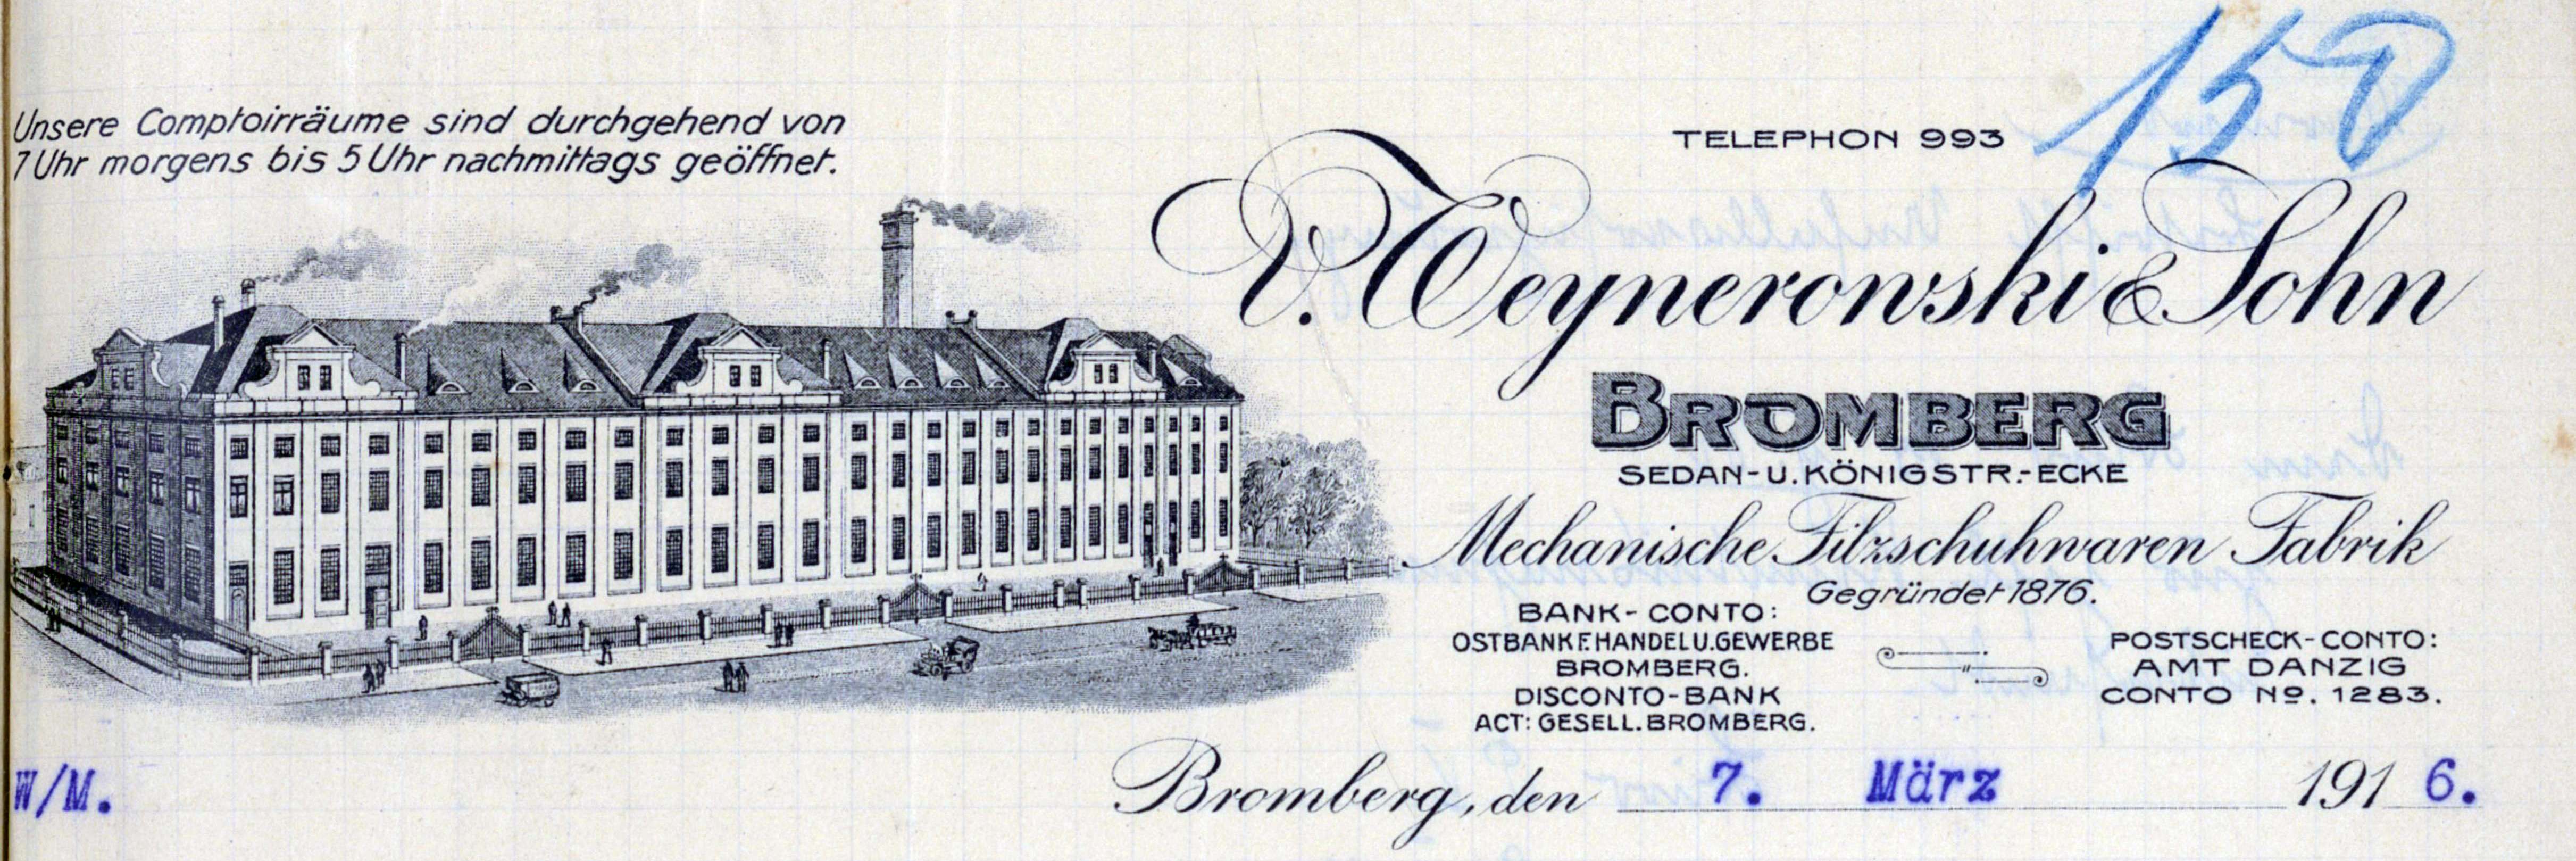 150
Unsere Comptoirräume sind durchgehend von
7 Uhr morgens bis 5 Uhr nachmittags geöffnet.
TELEPHON 993
V. Weynerowski & Sohn
BROMBERG
SEDAN- U. KÖNIGSTR.-ECKE
Mechanische Filzschuhwaren Fabrik
Gegründet 1876.
BANK-CONTO:
OSTBANK F. HANDEL U. GEWERBE
BROMBERG.
DISCONTO-BANK
ACT: GESELL. BROMBERG.
POSTSCHECK-CONTO:
AMT DANZIG
CONTO No. 1283.
W/M.
Bromberg, den 7. März 1916.